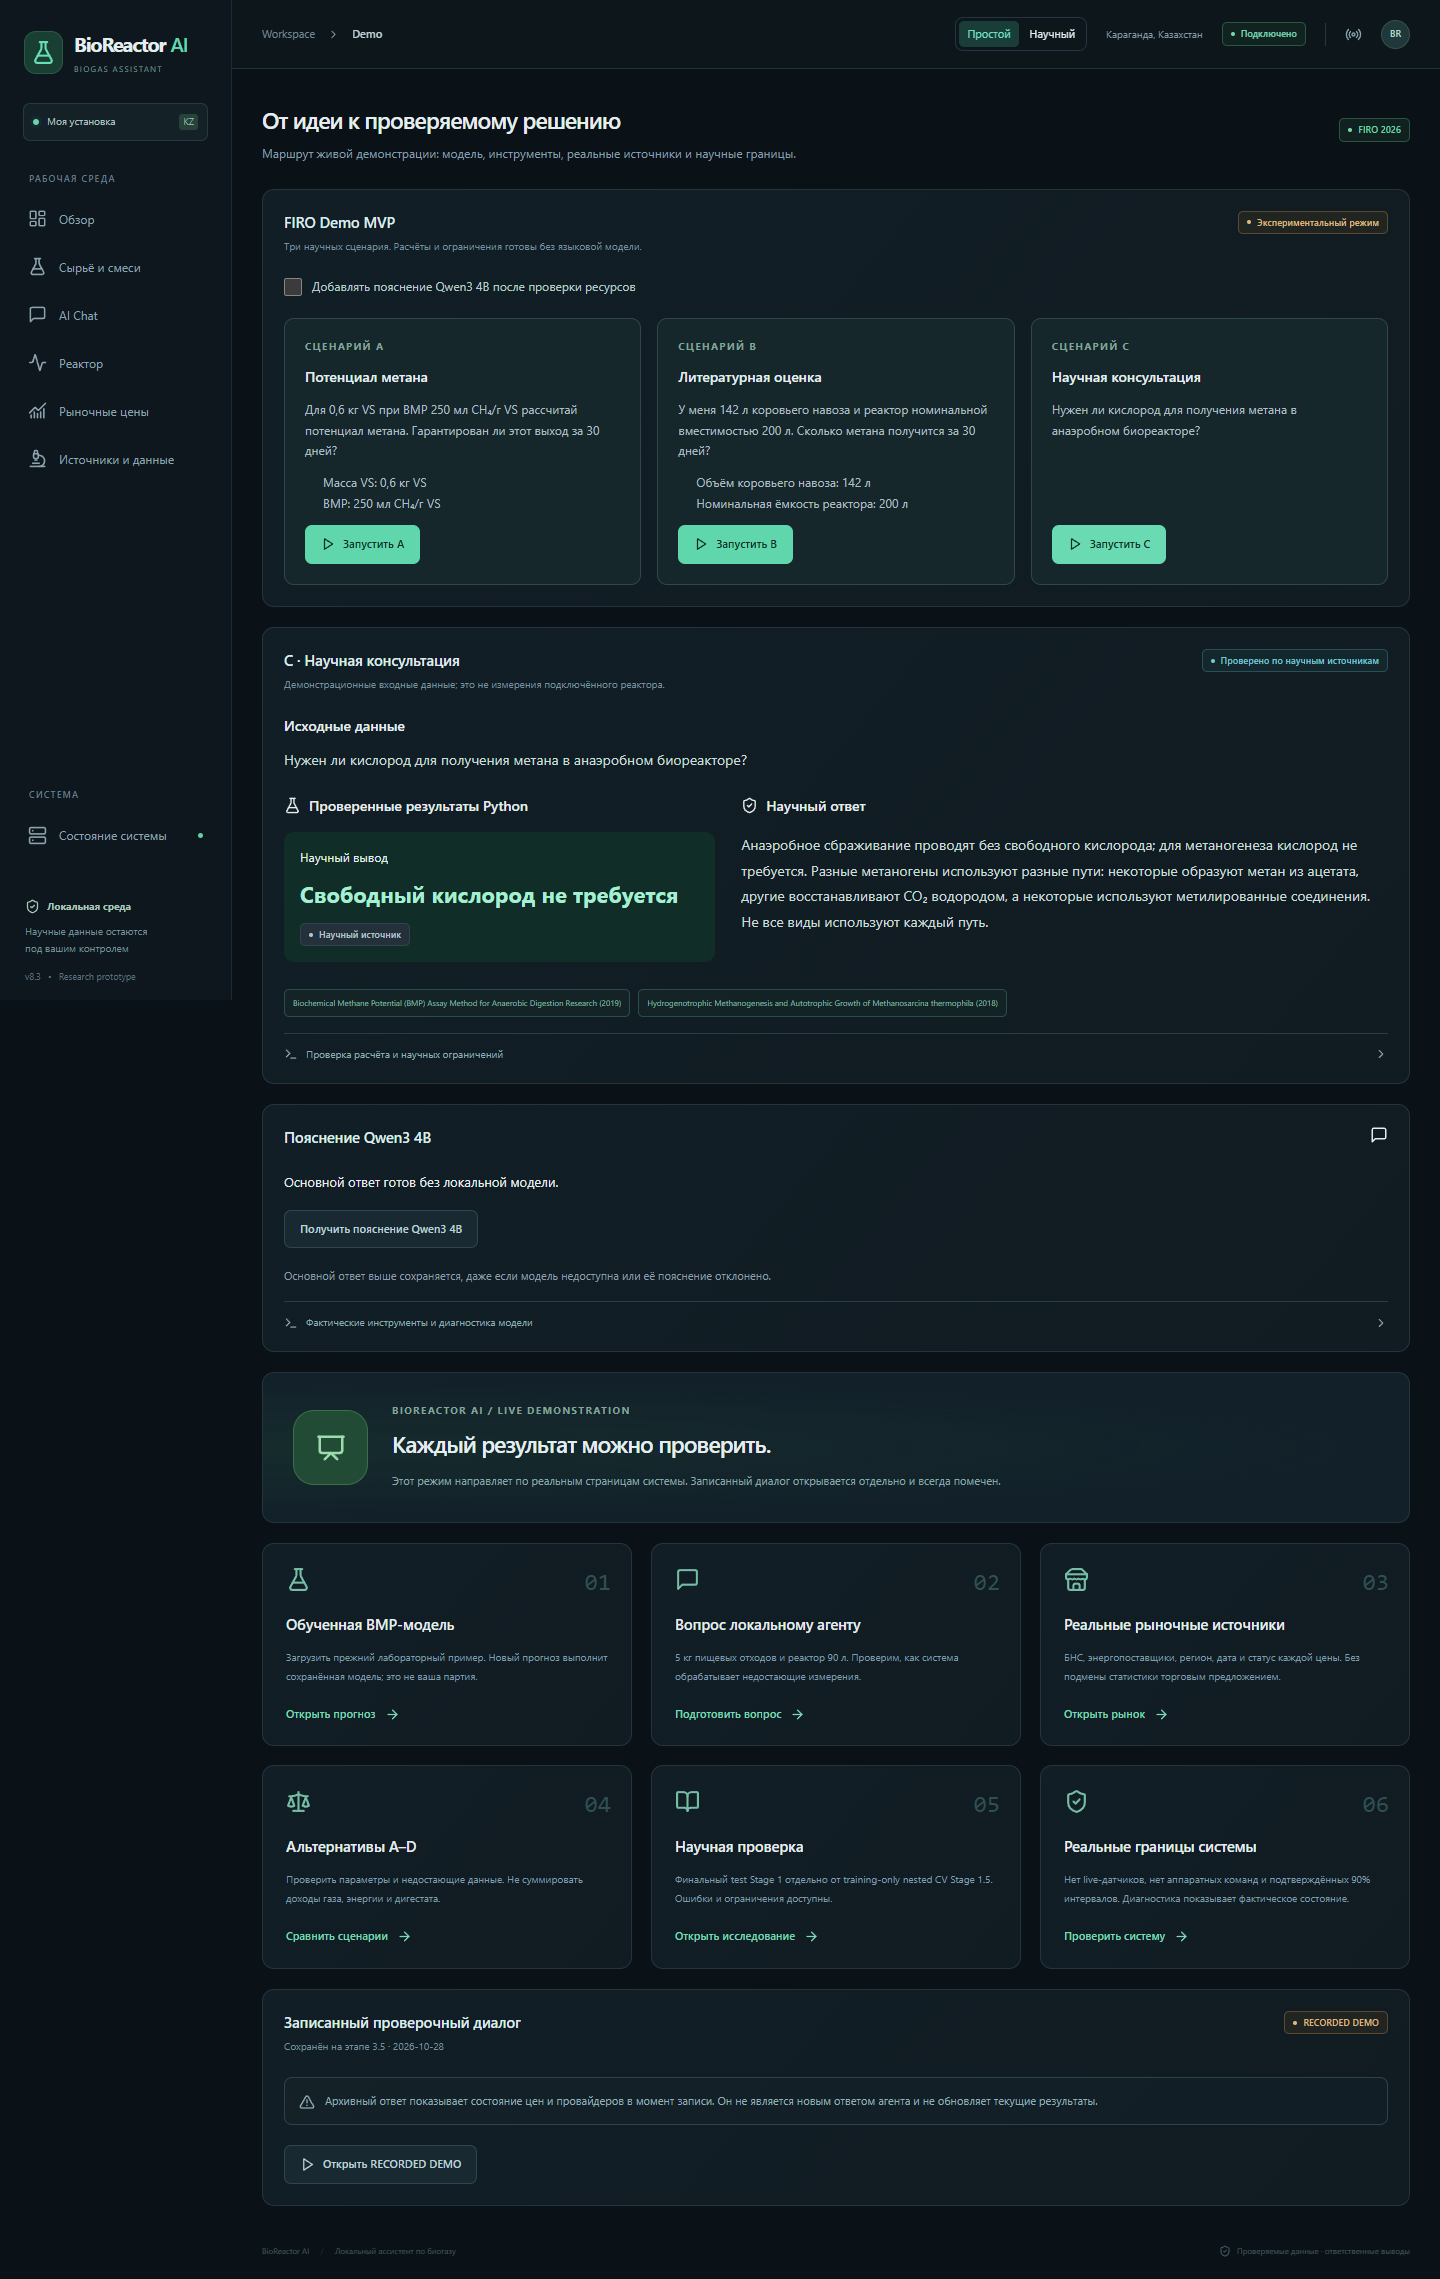 BioReactor AI
BIOGAS ASSISTANT
Моя установка
KZ
РАБОЧАЯ СРЕДА
Обзор
Сырьё и смеси
AI Chat
Реактор
Рыночные цены
Источники и данные
СИСТЕМА
Состояние системы
Локальная среда
Научные данные остаются
под вашим контролем
v8.3 • Research prototype
Workspace > Demo
Простой Научный
Караганда, Казахстан
Подключено
BR
От идеи к проверяемому решению
Маршрут живой демонстрации: модель, инструменты, реальные источники и научные границы.
FIRO 2026
FIRO Demo MVP
Экспериментальный режим
Три научных сценария. Расчёты и ограничения готовы без языковой модели.
Добавлять пояснение Qwen3 4B после проверки ресурсов
СЦЕНАРИЙ A
Потенциал метана
Для 0,6 кг VS при BMP 250 мл CH₄/г VS рассчитай
потенциал метана. Гарантирован ли этот выход за 30
дней?
Масса VS: 0,6 кг VS
BMP: 250 мл CH₄/г VS
Запустить A
СЦЕНАРИЙ B
Литературная оценка
У меня 142 л коровьего навоза и реактор номинальной
вместимостью 200 л. Сколько метана получится за 30
дней?
Объём коровьего навоза: 142 л
Номинальная ёмкость реактора: 200 л
Запустить B
СЦЕНАРИЙ C
Научная консультация
Нужен ли кислород для получения метана в
анаэробном биореакторе?
Запустить C
C · Научная консультация
Проверено по научным источникам
Демонстрационные входные данные; это не измерения подключённого реактора.
Исходные данные
Нужен ли кислород для получения метана в анаэробном биореакторе?
Проверенные результаты Python
Научный вывод
Свободный кислород не требуется
Научный источник
Научный ответ
Анаэробное сбраживание проводят без свободного кислорода; для метаногенеза кислород не
требуется. Разные метаногены используют разные пути: некоторые образуют метан из ацетата,
другие восстанавливают CO₂ водородом, а некоторые используют метилированные соединения.
Не все виды используют каждый путь.
Biochemical Methane Potential (BMP) Assay Method for Anaerobic Digestion Research (2019)
Hydrogenotrophic Methanogenesis and Autotrophic Growth of Methanosarcina thermophila (2018)
Проверка расчёта и научных ограничений
Пояснение Qwen3 4B
Основной ответ готов без локальной модели.
Получить пояснение Qwen3 4B
Основной ответ выше сохраняется, даже если модель недоступна или её пояснение отклонено.
Фактические инструменты и диагностика модели
BIOREACTOR AI / LIVE DEMONSTRATION
Каждый результат можно проверить.
Этот режим направляет по реальным страницам системы. Записанный диалог открывается отдельно и всегда помечен.
01
Обученная BMP-модель
Загрузить прежний лабораторный пример. Новый прогноз выполнит
сохранённая модель; это не ваша партия.
Открыть прогноз
02
Вопрос локальному агенту
5 кг пищевых отходов и реактор 90 л. Проверим, как система
обрабатывает недостающие измерения.
Подготовить вопрос
03
Реальные рыночные источники
БНС, энергопоставщики, регион, дата и статус каждой цены. Без
подмены статистики торговым предложением.
Открыть рынок
04
Альтернативы A–D
Проверить параметры и недостающие данные. Не суммировать
доходы газа, энергии и дигестата.
Сравнить сценарии
05
Научная проверка
Финальный test Stage 1 отдельно от training-only nested CV Stage 1.5.
Ошибки и ограничения доступны.
Открыть исследование
06
Реальные границы системы
Нет live-датчиков, нет аппаратных команд и подтверждённых 90%
интервалов. Диагностика показывает фактическое состояние.
Проверить систему
Записанный проверочный диалог
RECORDED DEMO
Сохранён на этапе 3.5 · 2026-10-28
Архивный ответ показывает состояние цен и провайдеров в момент записи. Он не является новым ответом агента и не обновляет текущие результаты.
Открыть RECORDED DEMO
BioReactor AI / Локальный ассистент по биогазу
Проверяемые данные · ответственные выводы